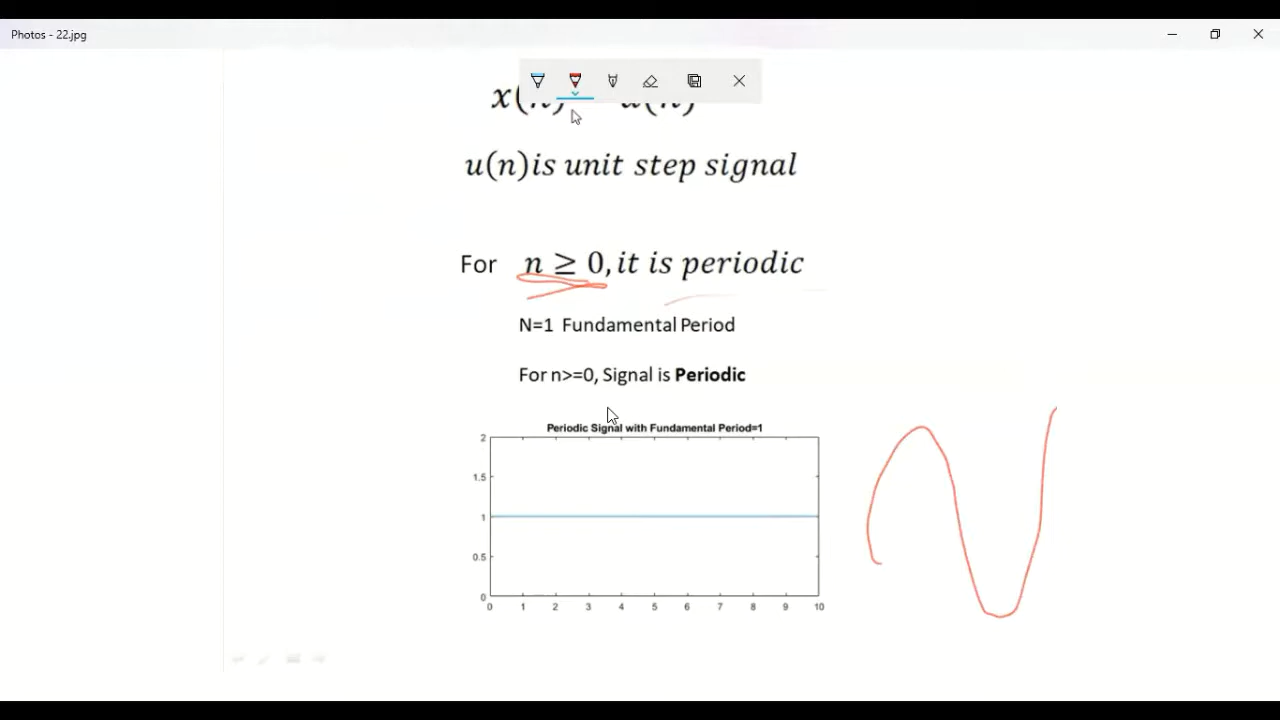 Photos - 22.jpg
u(n)is unit step signal
For n ≥ 0, it is periodic
N=1 Fundamental Period
For n>=0, Signal is Periodic
Periodic Signal with Fundamental Period=1
2
1.5
1
0.5
0
0 1 2 3 4 5 6 7 8 9 10